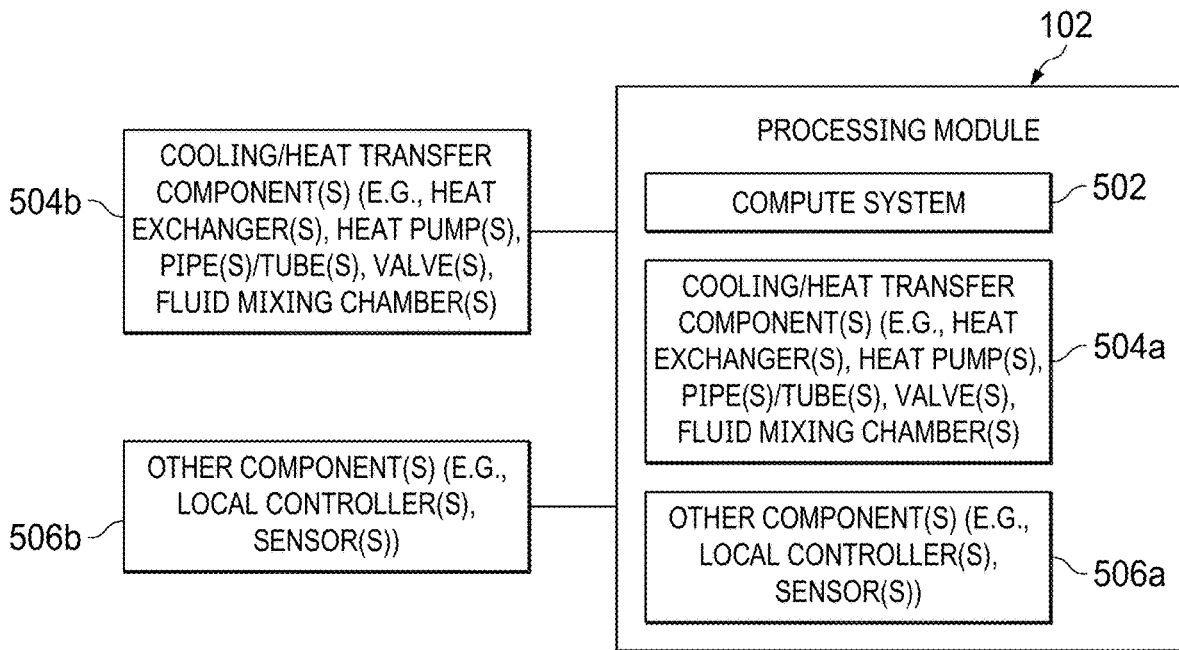 102
PROCESSING MODULE
COMPUTE SYSTEM
502
COOLING/HEAT TRANSFER
COMPONENT(S) (E.G., HEAT
EXCHANGER(S), HEAT PUMP(S),
PIPE(S)/TUBE(S), VALVE(S),
FLUID MIXING CHAMBER(S)
504b
COOLING/HEAT TRANSFER
COMPONENT(S) (E.G., HEAT
EXCHANGER(S), HEAT PUMP(S),
PIPE(S)/TUBE(S), VALVE(S),
FLUID MIXING CHAMBER(S)
504a
OTHER COMPONENT(S) (E.G.,
LOCAL CONTROLLER(S),
SENSOR(S))
506b
OTHER COMPONENT(S) (E.G.,
LOCAL CONTROLLER(S),
SENSOR(S))
506a